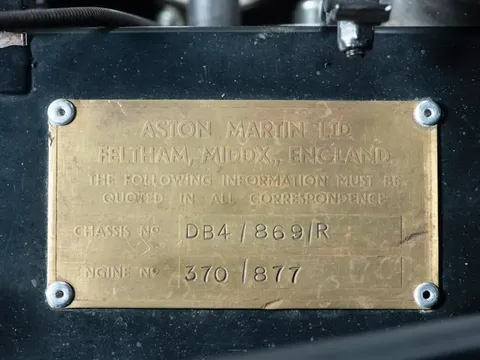 ASTON MARTIN LTD
FELTHAM, MIDDX., ENGLAND.
THE FOLLOWING INFORMATION MUST BE
QUOTED IN ALL CORRESPONDENCE
CHASSIS Nº DB4/869/R
ENGINE Nº 370/877